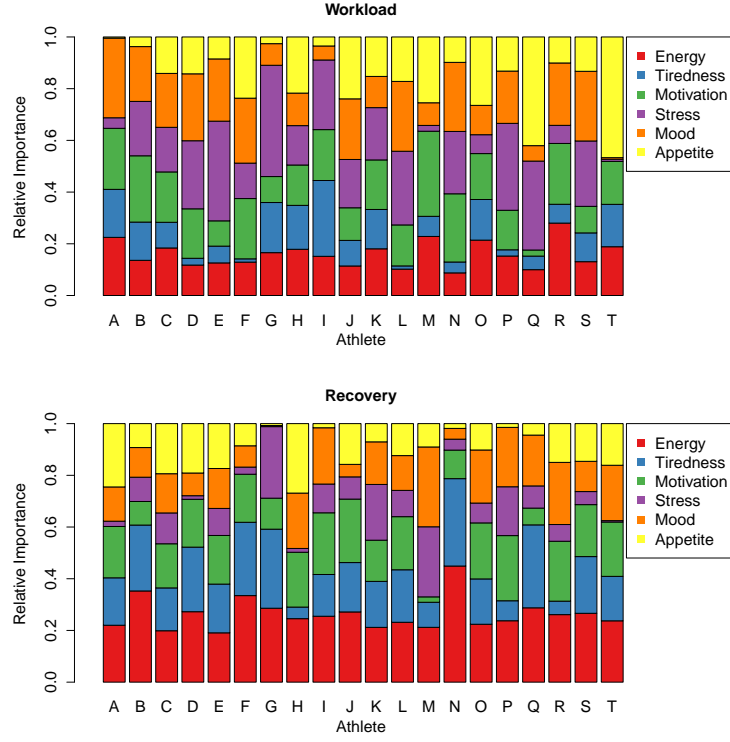 Workload
Relative Importance
1.0
0.8
0.6
0.4
0.2
0.0
A B C D E F G H I J K L M N O P Q R S T
Athlete
Energy
Tiredness
Motivation
Stress
Mood
Appetite
Recovery
Relative Importance
1.0
0.8
0.6
0.4
0.2
0.0
A B C D E F G H I J K L M N O P Q R S T
Athlete
Energy
Tiredness
Motivation
Stress
Mood
Appetite